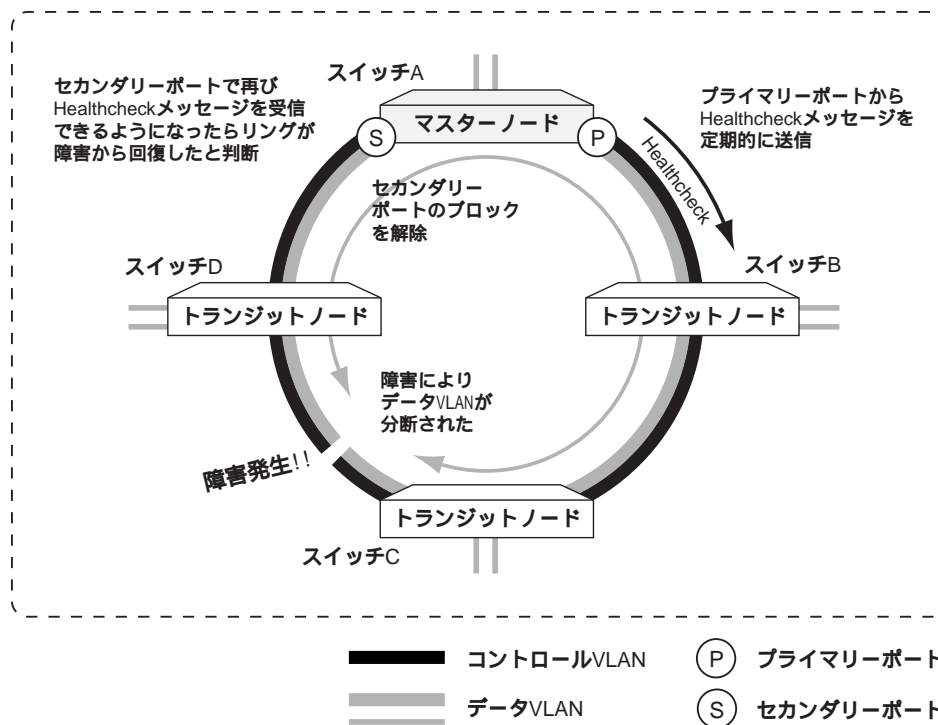 スイッチA
セカンダリーポートで再び
Healthcheckメッセージを受信
できるようになったらリングが
障害から回復したと判断
マスターノード
S
P
プライマリーポートから
Healthcheckメッセージを
定期的に送信
Healthcheck
セカンダリー
ポートのブロック
を解除
スイッチD
スイッチB
トランジットノード
トランジットノード
障害により
データVLANが
分断された
障害発生!!
トランジットノード
スイッチC
コントロールVLAN
P プライマリーポート
データVLAN
S セカンダリーポート